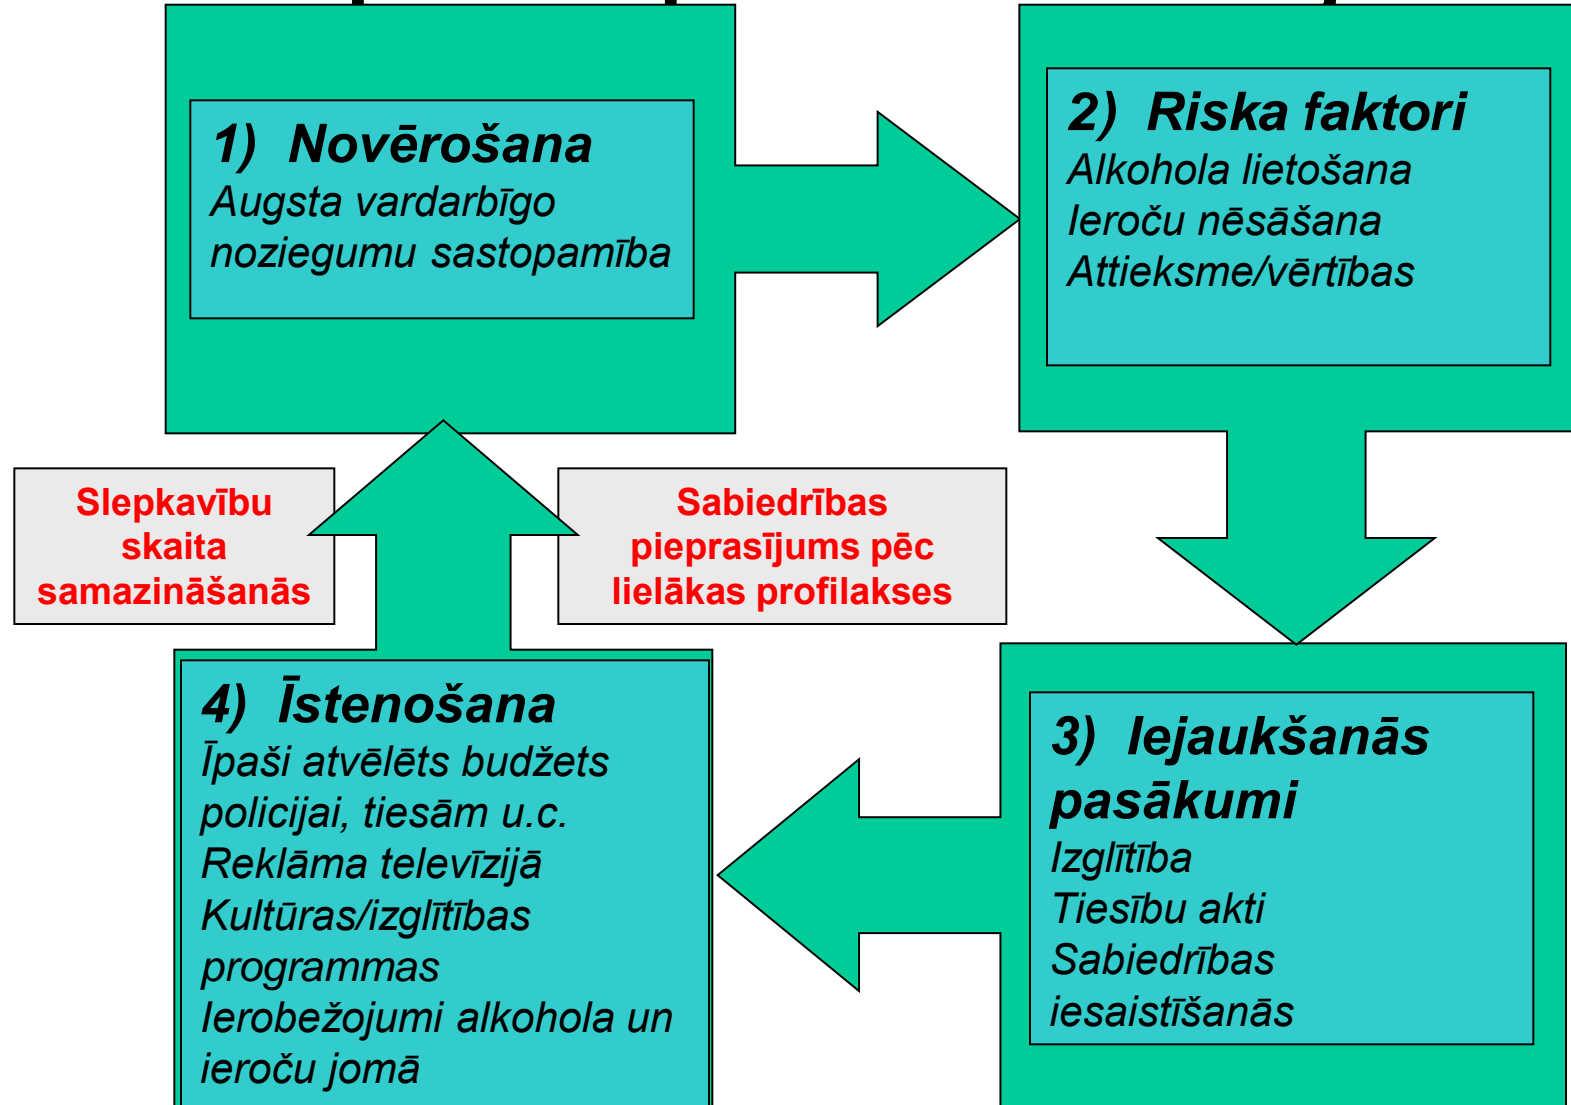 1) Novērošana
Augsta vardarbīgo
noziegumu sastopamība
2) Riska faktori
Alkohola lietošana
Ieroču nēsāšana
Attieksme/vērtības
Slepkavību
skaita
samazināšanās
Sabiedrības
pieprasījums pēc
lielākas profilakses
3) Iejaukšanās
pasākumi
Izglītība
Tiesību akti
Sabiedrības
iesaistīšanās
4) Īstenošana
Īpaši atvēlēts budžets
policijai, tiesām u.c.
Reklāma televīzijā
Kultūras/izglītības
programmas
Ierobežojumi alkohola un
ieroču jomā